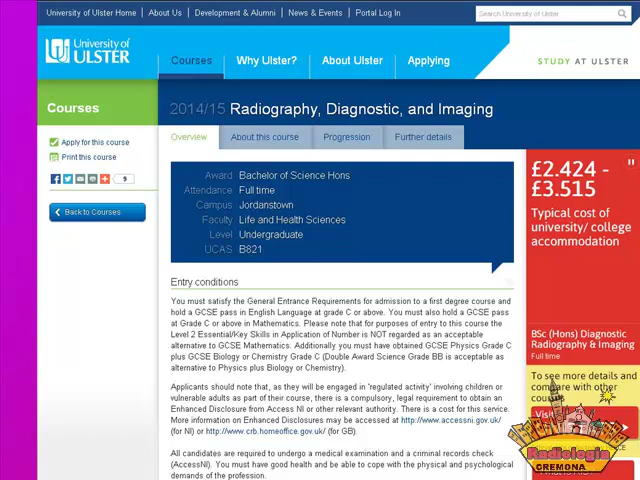 University of Ulster Home | About Us | Development & Alumni | News & Events | Portal Log In
Search University of Ulster
University of
ULSTER
Courses
Why Ulster?
About Ulster
Applying
STUDY AT ULSTER
Courses
2014/15 Radiography, Diagnostic, and Imaging
Overview
About this course
Progression
Further details
Apply for this course
Print this course
9
Back to Courses
Award Bachelor of Science Hons
Attendance Full time
Campus Jordanstown
Faculty Life and Health Sciences
Level Undergraduate
UCAS B821
Entry conditions
You must satisfy the General Entrance Requirements for admission to a first degree course and
hold a GCSE pass in English Language at grade C or above. You must also hold a GCSE pass
at Grade C or above in Mathematics. Please note that for purposes of entry to this course the
Level 2 Essential/Key Skills in Application of Number is NOT regarded as an acceptable
alternative to GCSE Mathematics. Additionally you must have obtained GCSE Physics Grade C
plus GCSE Biology or Chemistry Grade C (Double Award Science Grade BB is acceptable as
alternative to Physics plus Biology or Chemistry).
Applicants should note that, as they will be engaged in 'regulated activity' involving children or
vulnerable adults as part of their course, there is a compulsory, legal requirement to obtain an
Enhanced Disclosure from Access NI or other relevant authority. There is a cost for this service.
More information on Enhanced Disclosures may be accessed at http://www.accessni.gov.uk/
(for NI) or http://www.crb.homeoffice.gov.uk/ (for GB).
All candidates are required to undergo a medical examination and a criminal records check
(AccessNI). You must have good health and be able to cope with the physical and psychological
demands of the profession.
£2.424 -
£3.515
Typical cost of
university/ college
accommodation
BSc (Hons) Diagnostic
Radiography & Imaging
Full time
To see more details and
compare with other
Visit
Radiologia
CREMONA